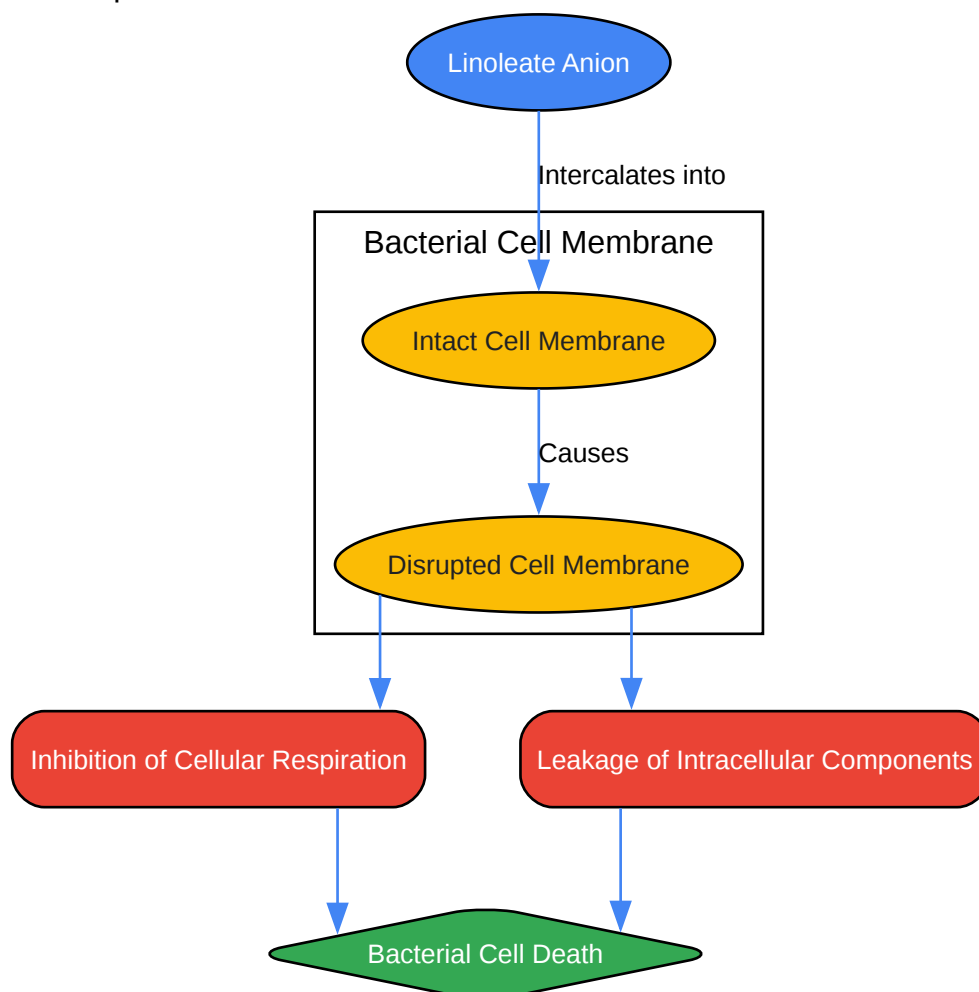 Linoleate Anion
Intercalates into
Bacterial Cell Membrane
Intact Cell Membrane
Causes
Disrupted Cell Membrane
Inhibition of Cellular Respiration
Leakage of Intracellular Components
Bacterial Cell Death